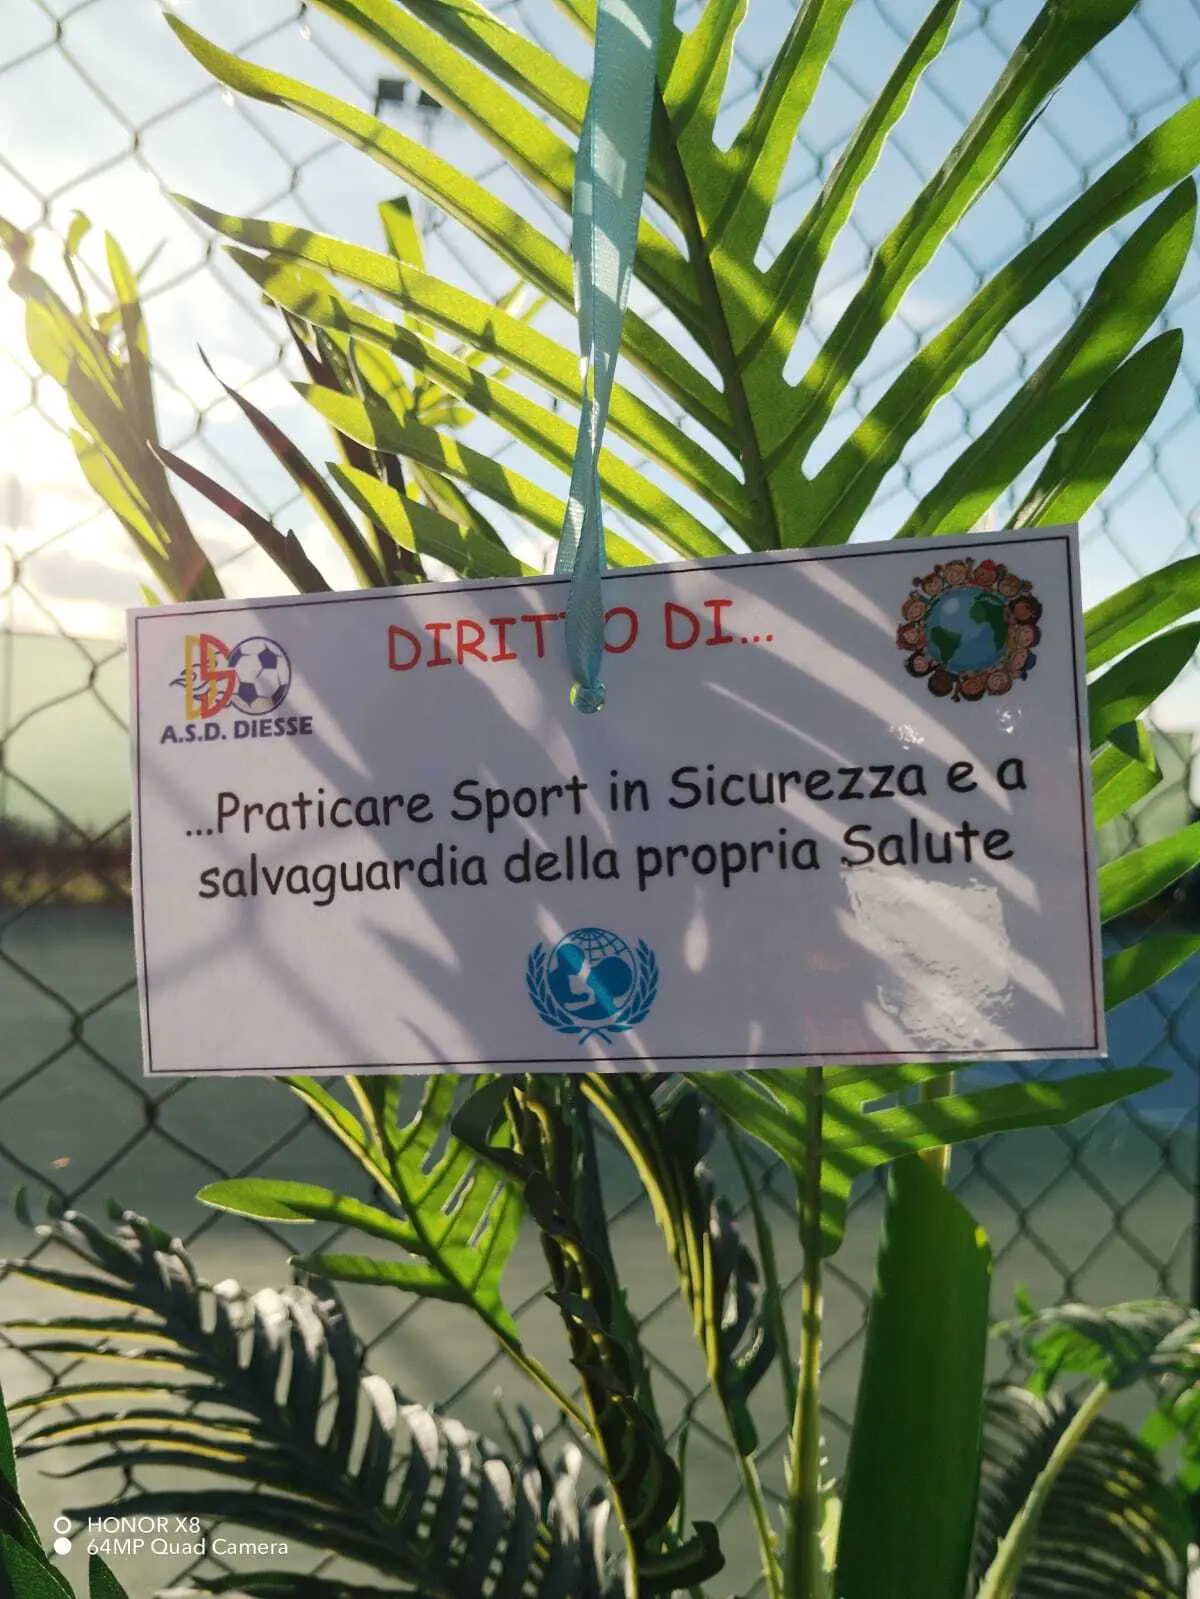 DIRITTO DI...
A.S.D. DIESSE
...Praticare Sport in Sicurezza e a
salvaguardia della propria Salute
HONOR X8
64MP Quad Camera